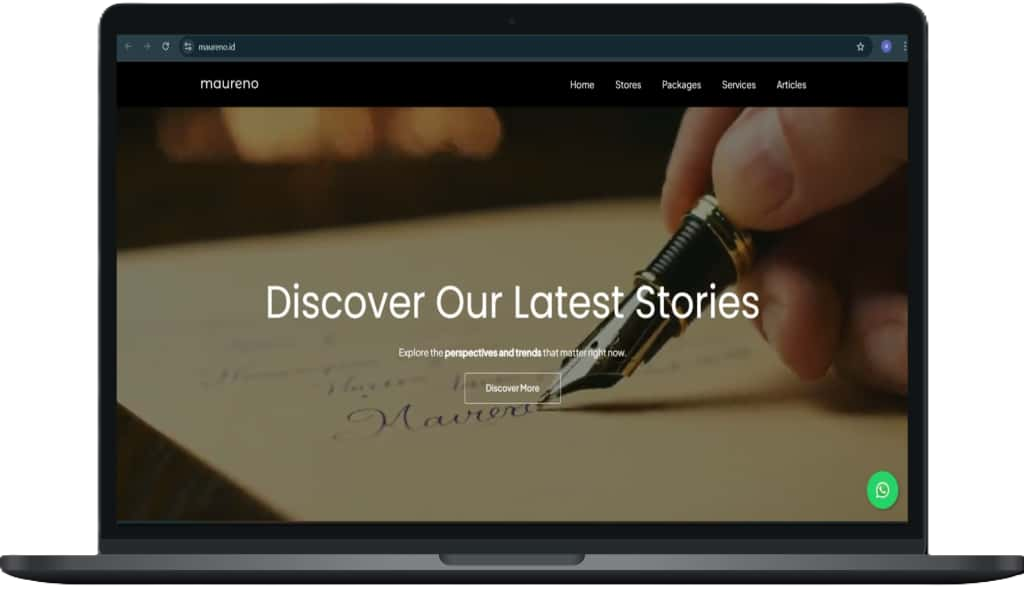 maureno.id
maureno
Home Stores Packages Services Articles
Discover Our Latest Stories
Explore the perspectives and trends that matter right now.
Discover More